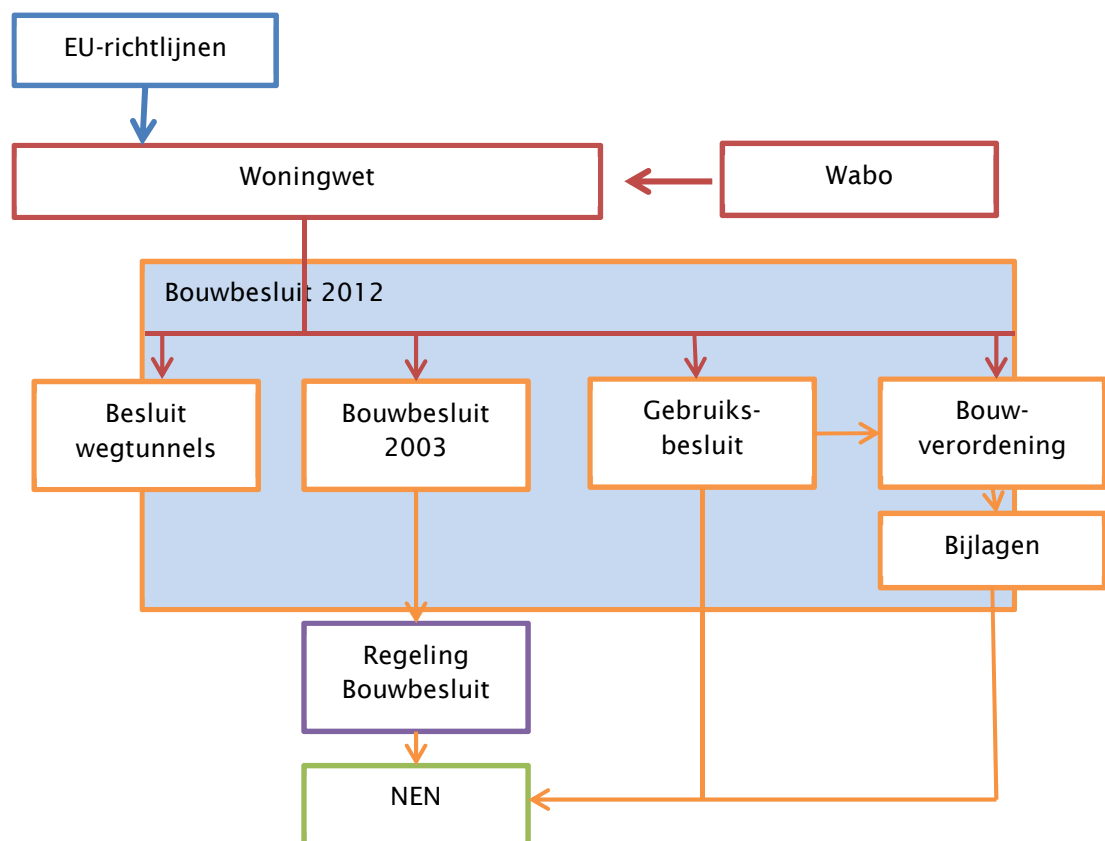 EU-richtlijnen
Woningwet
Wabo
Bouwbesluit 2012
Besluit
wegtunnels
Bouwbesluit
2003
Gebruiks-
besluit
Bouw-
verordening
Bijlagen
Regeling
Bouwbesluit
NEN